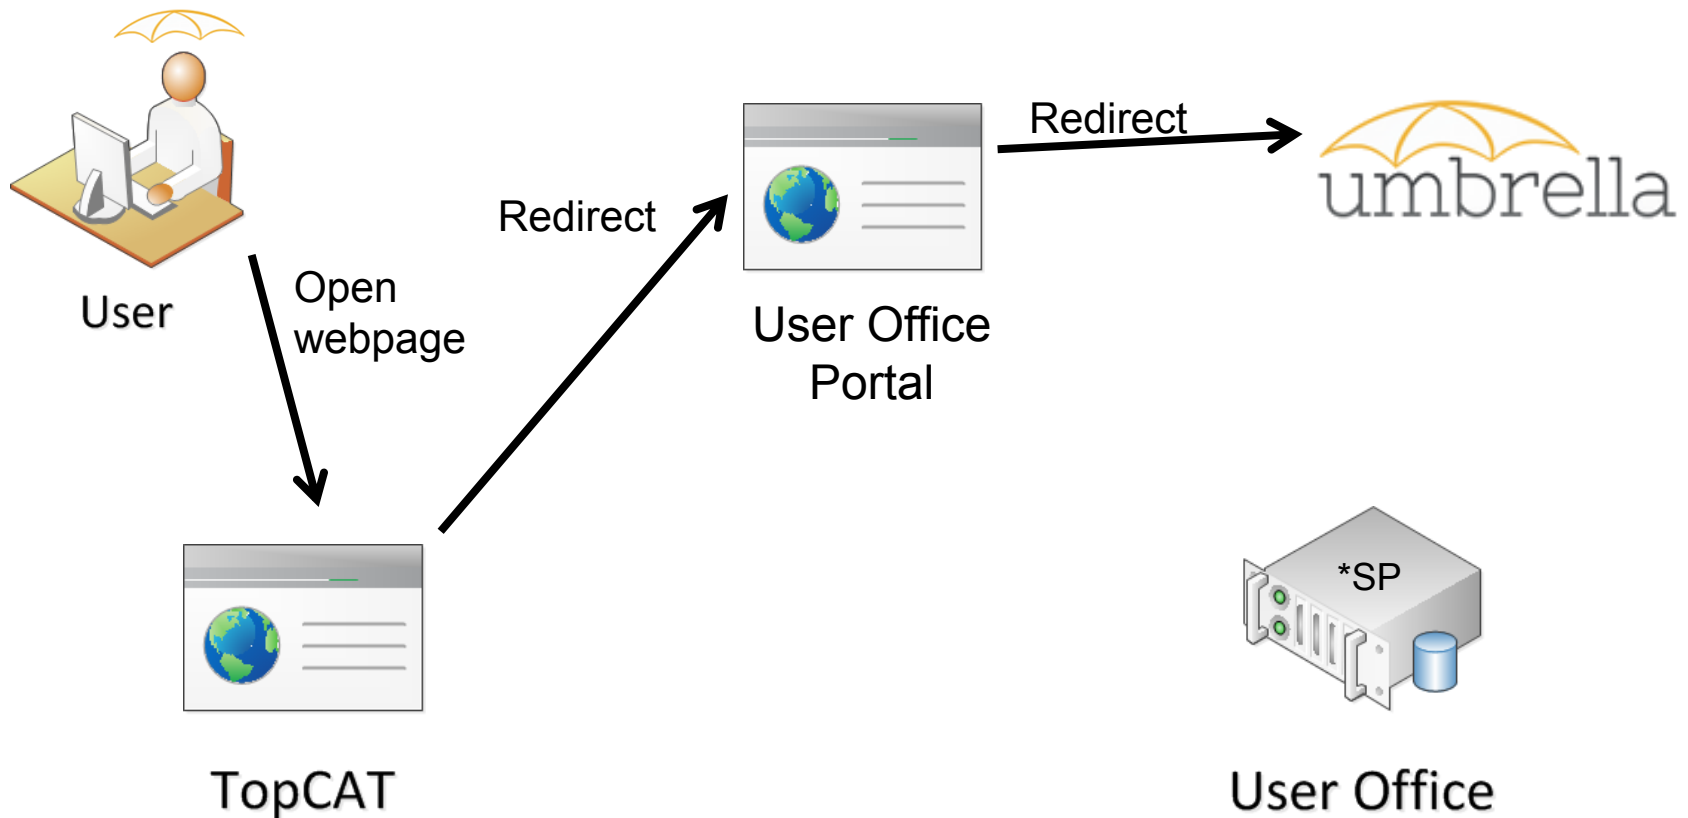 Redirect
umbrella
Redirect
User
Open
webpage
User Office
Portal
*SP
TopCAT
User Office